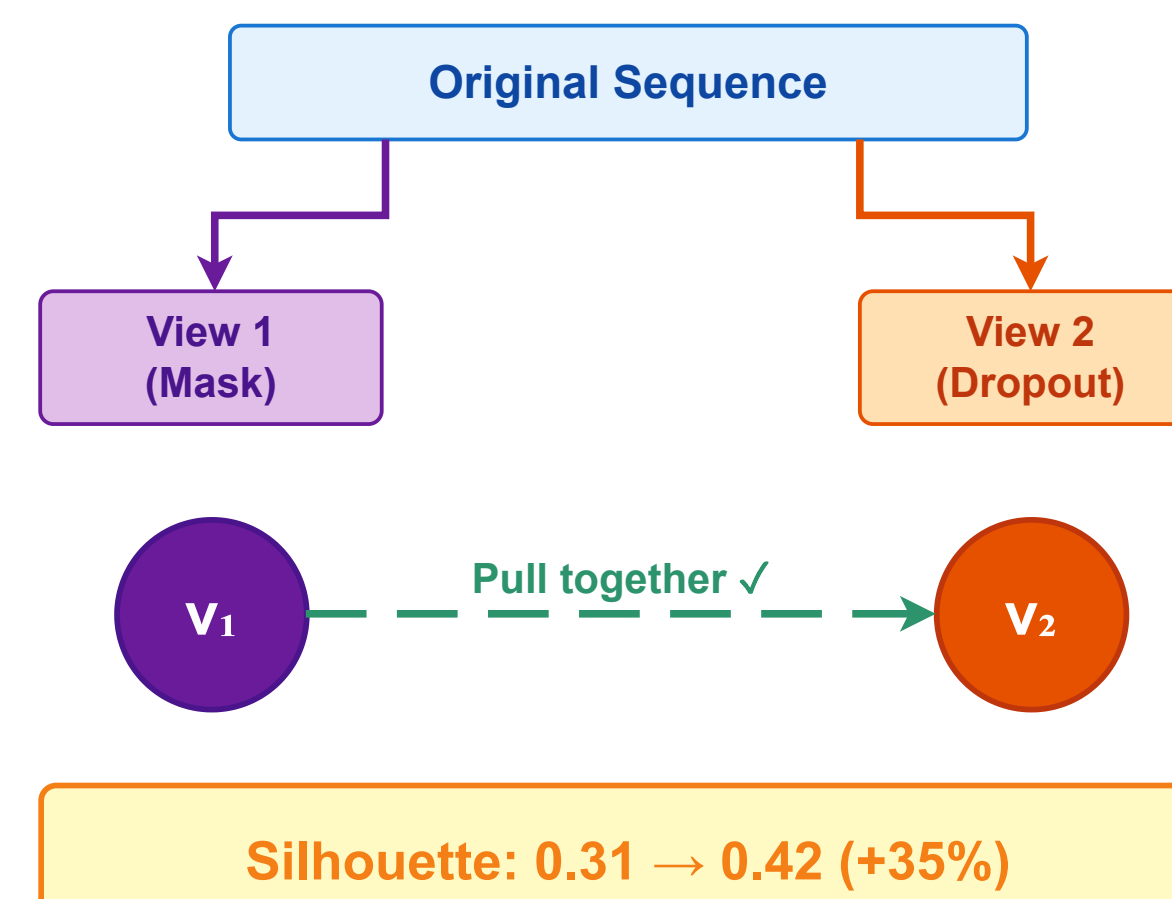 Original Sequence
View 1
(Mask)
View 2
(Dropout)
Pull together ✓
v₁
v₂
Silhouette: 0.31 → 0.42 (+35%)